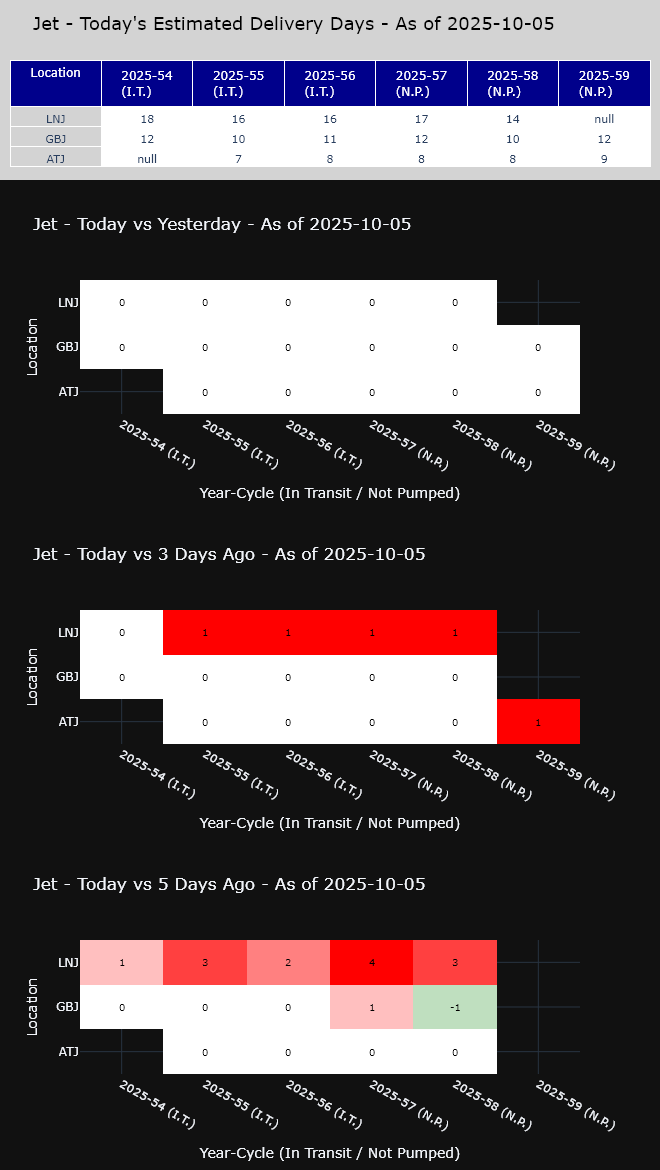 Jet - Today's Estimated Delivery Days - As of 2025-10-05
Location 2025-54 (I.T.) 2025-55 (I.T.) 2025-56 (I.T.) 2025-57 (N.P.) 2025-58 (N.P.) 2025-59 (N.P.)
LNJ 18 16 16 17 14 null
GBJ 12 10 11 12 10 12
ATJ null 7 8 8 8 9
Jet - Today vs Yesterday - As of 2025-10-05
Location
LNJ 0 0 0 0 0
GBJ 0 0 0 0 0 0
ATJ 0 0 0 0 0
2025-54 (I.T.) 2025-55 (I.T.) 2025-56 (I.T.) 2025-57 (N.P.) 2025-58 (N.P.) 2025-59 (N.P.)
Year-Cycle (In Transit / Not Pumped)
Jet - Today vs 3 Days Ago - As of 2025-10-05
Location
LNJ 0 1 1 1 1
GBJ 0 0 0 0 0
ATJ 0 0 0 0 1
2025-54 (I.T.) 2025-55 (I.T.) 2025-56 (I.T.) 2025-57 (N.P.) 2025-58 (N.P.) 2025-59 (N.P.)
Year-Cycle (In Transit / Not Pumped)
Jet - Today vs 5 Days Ago - As of 2025-10-05
Location
LNJ 1 3 2 4 3
GBJ 0 0 0 1 -1
ATJ 0 0 0 0
2025-54 (I.T.) 2025-55 (I.T.) 2025-56 (I.T.) 2025-57 (N.P.) 2025-58 (N.P.) 2025-59 (N.P.)
Year-Cycle (In Transit / Not Pumped)